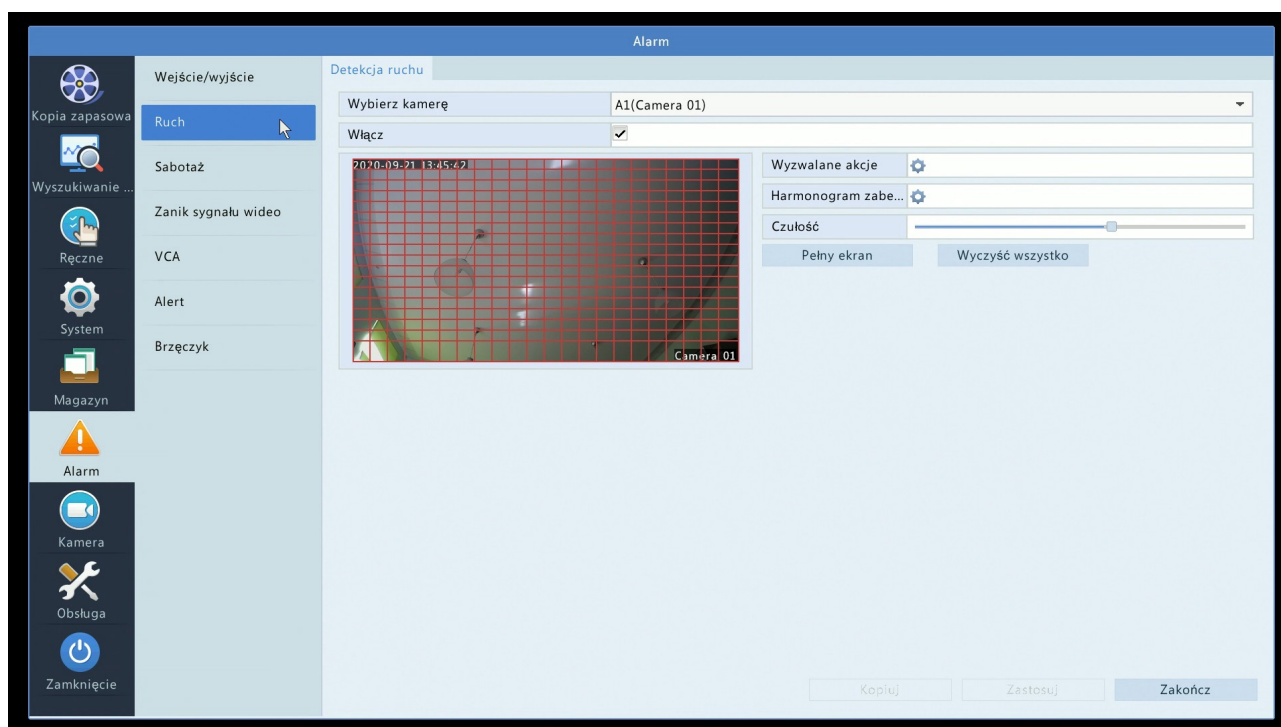 Alarm
Kopia zapasowa
Wyszukiwanie ...
Ręczne
System
Magazyn
Alarm
Kamera
Obsługa
Zamknięcie
Wejście/wyjście
Ruch
Sabotaż
Zanik sygnału wideo
VCA
Alert
Brzęczyk
Detekcja ruchu
Wybierz kamerę A1(Camera 01)
Włącz
2020-09-21 13:45:42
Camera 01
Wyzwalane akcje
Harmonogram zabe...
Czułość
Pełny ekran Wyczyść wszystko
Kopiuj Zastosuj Zakończ